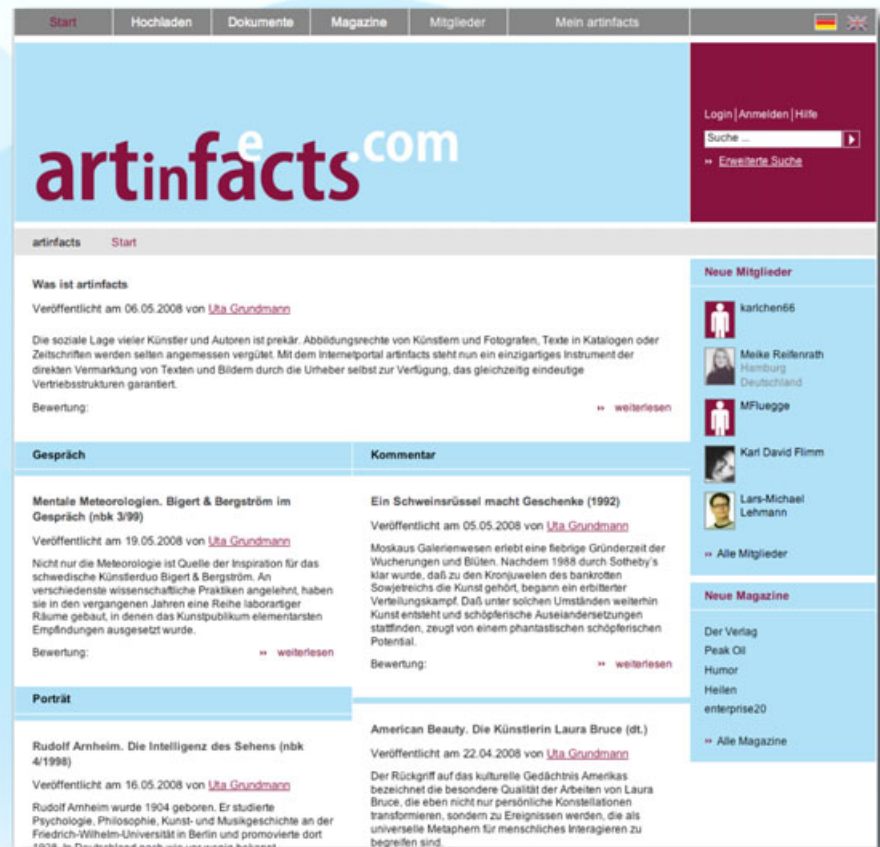 Start Hochladen Dokumente Magazine Mitglieder Mein artinfacts
artinfacts
e
.com
Login|Anmelden|Hilfe
Suche ...
Erweiterte Suche
artinfacts Start
Was ist artinfacts
Veröffentlicht am 06.05.2008 von Uta Grundmann
Die soziale Lage vieler Künstler und Autoren ist prekär. Abbildungsrechte von Künstlern und Fotografen, Texte in Katalogen oder
Zeitschriften werden selten angemessen vergütet. Mit dem Internetportal artinfacts steht nun ein einzigartiges Instrument der
direkten Vermarktung von Texten und Bildern durch die Urheber selbst zur Verfügung, das gleichzeitig eindeutige
Vertriebsstrukturen garantiert.
Bewertung: » weiterlesen
Gespräch
Mentale Meteorologien. Bigert & Bergström im
Gespräch (nbk 3/99)
Veröffentlicht am 19.05.2008 von Uta Grundmann
Nicht nur die Meteorologie ist Quelle der Inspiration für das
schwedische Künstlerduo Bigert & Bergström. An
verschiedenste wissenschaftliche Praktiken angelehnt, haben
sie in den vergangenen Jahren eine Reihe laborartiger
Räume gebaut, in denen das Kunstpublikum elementarsten
Empfindungen ausgesetzt wurde.
Bewertung: » weiterlesen
Porträt
Rudolf Arnheim. Die Intelligenz des Sehens (nbk
4/1998)
Veröffentlicht am 16.05.2008 von Uta Grundmann
Rudolf Arnheim wurde 1904 geboren. Er studierte
Psychologie, Philosophie, Kunst- und Musikgeschichte an der
Friedrich-Wilhelm-Universität in Berlin und promovierte dort
Kommentar
Ein Schweinsrüssel macht Geschenke (1992)
Veröffentlicht am 05.05.2008 von Uta Grundmann
Moskaus Galerienwesen erlebt eine fiebrige Gründerzeit der
Wucherungen und Blüten. Nachdem 1988 durch Sotheby's
klar wurde, daß zu den Kronjuwelen des bankrotten
Sowjetreichs die Kunst gehört, begann ein erbitterter
Verteilungskampf. Daß unter solchen Umständen weiterhin
Kunst entsteht und schöpferische Auseiandersetzungen
stattfinden, zeugt von einem phantastischen schöpferischen
Potential.
Bewertung: » weiterlesen
American Beauty. Die Künstlerin Laura Bruce (dt.)
Veröffentlicht am 22.04.2008 von Uta Grundmann
Der Rückgriff auf das kulturelle Gedächtnis Amerikas
bezeichnet die besondere Qualität der Arbeiten von Laura
Bruce, die eben nicht nur persönliche Konstellationen
transformieren, sondern zu Ereignissen werden, die als
universelle Metaphern für menschliches Interagieren zu
begreifen sind.
Neue Mitglieder
karlchen66
Meike Reifenrath
Hamburg
Deutschland
MFluegge
Karl David Flimm
Lars-Michael
Lehmann
» Alle Mitglieder
Neue Magazine
Der Verlag
Peak Oil
Humor
Heilen
enterprise20
» Alle Magazine